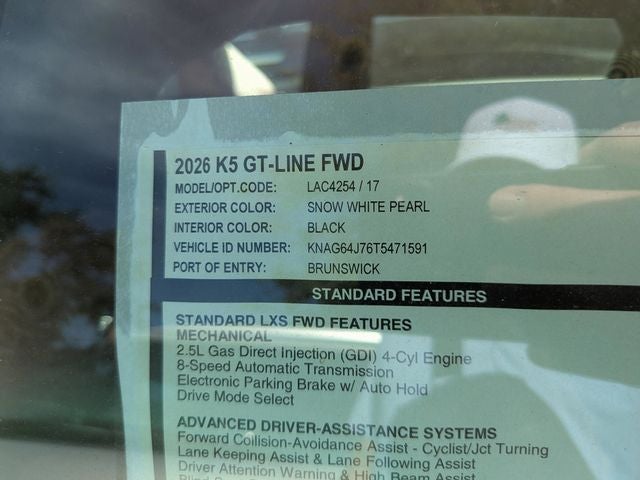 2026 K5 GT-LINE FWD
MODEL/OPT.CODE: LAC4254 / 17
EXTERIOR COLOR: SNOW WHITE PEARL
INTERIOR COLOR: BLACK
VEHICLE ID NUMBER: KNAG64J76T5471591
PORT OF ENTRY: BRUNSWICK
STANDARD FEATURES
STANDARD LXS FWD FEATURES
MECHANICAL
2.5L Gas Direct Injection (GDI) 4-Cyl Engine
8-Speed Automatic Transmission
Electronic Parking Brake w/ Auto Hold
Drive Mode Select
ADVANCED DRIVER-ASSISTANCE SYSTEMS
Forward Collision-Avoidance Assist - Cyclist/Jct Turning
Lane Keeping Assist & Lane Following Assist
Driver Attention Warning & High Beam Assist